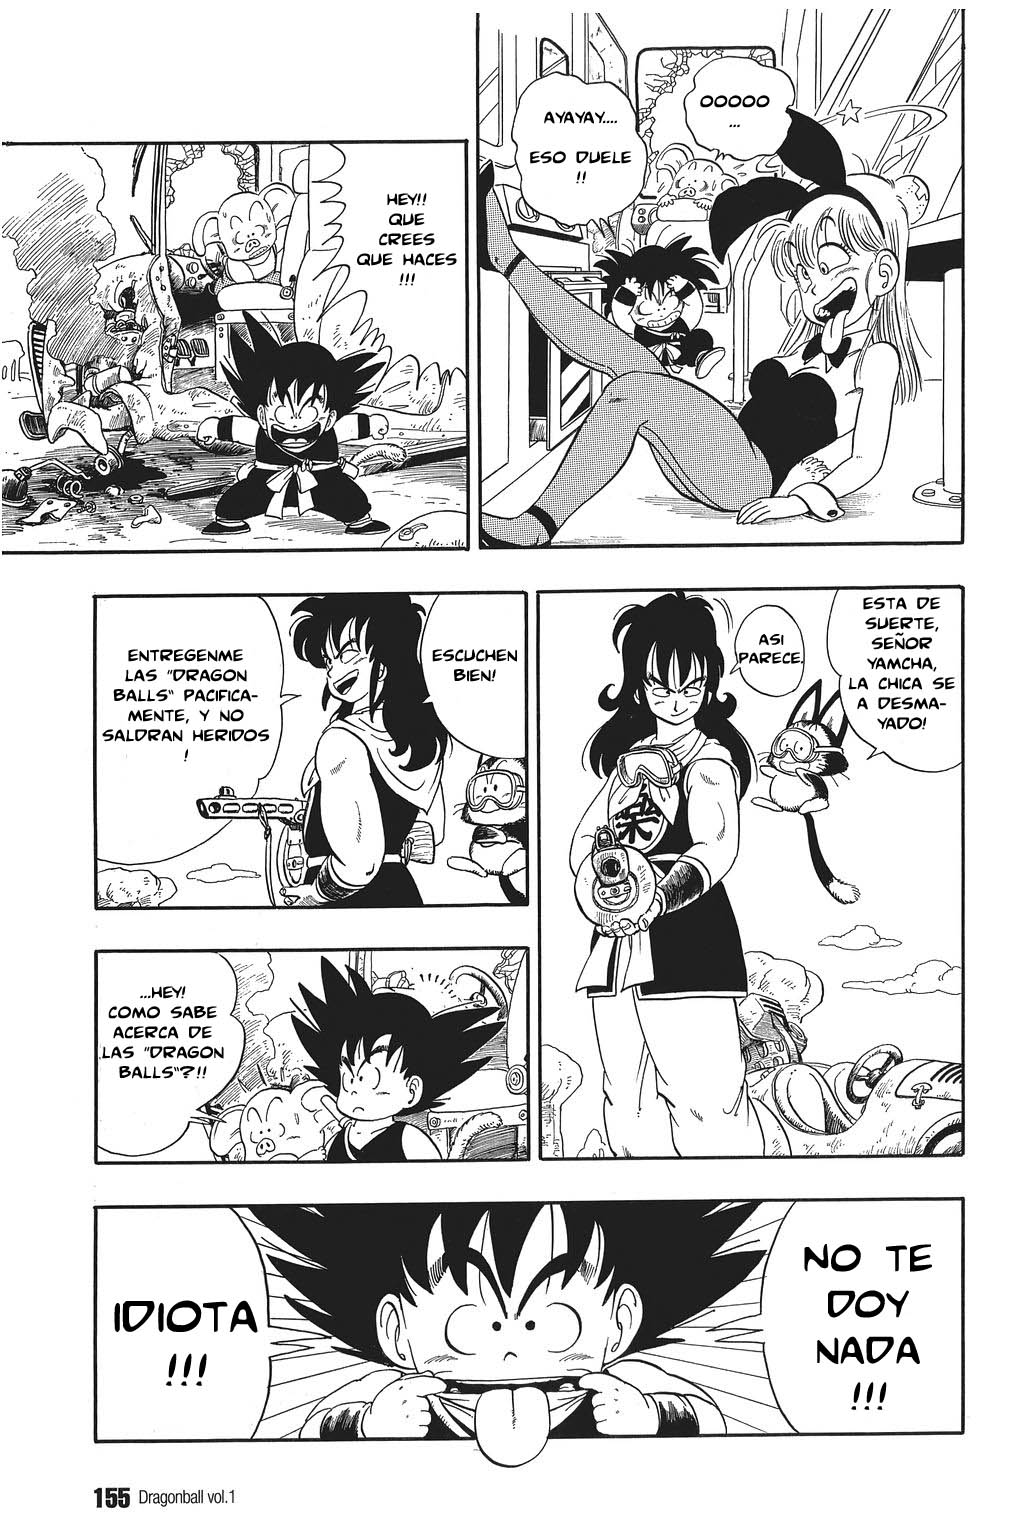 OOOOO
...
AYAYAY....
ESO DUELE
!!
HEY!!
QUE
CREES
QUE HACES
!!!
ESTA DE
SUERTE,
SEÑOR
YAMCHA,
LA CHICA SE
A DESMA-
YADO!
ASI
PARECE.
栄
ESCUCHEN
BIEN!
ENTREGENME
LAS "DRAGON
BALLS" PACIFICA-
MENTE, Y NO
SALDRAN HERIDOS
!
...HEY!
COMO SABE
ACERCA DE
LAS "DRAGON
BALLS"?!!
NO TE
DOY
NADA
!!!
IDIOTA
!!!
155 Dragonball vol.1